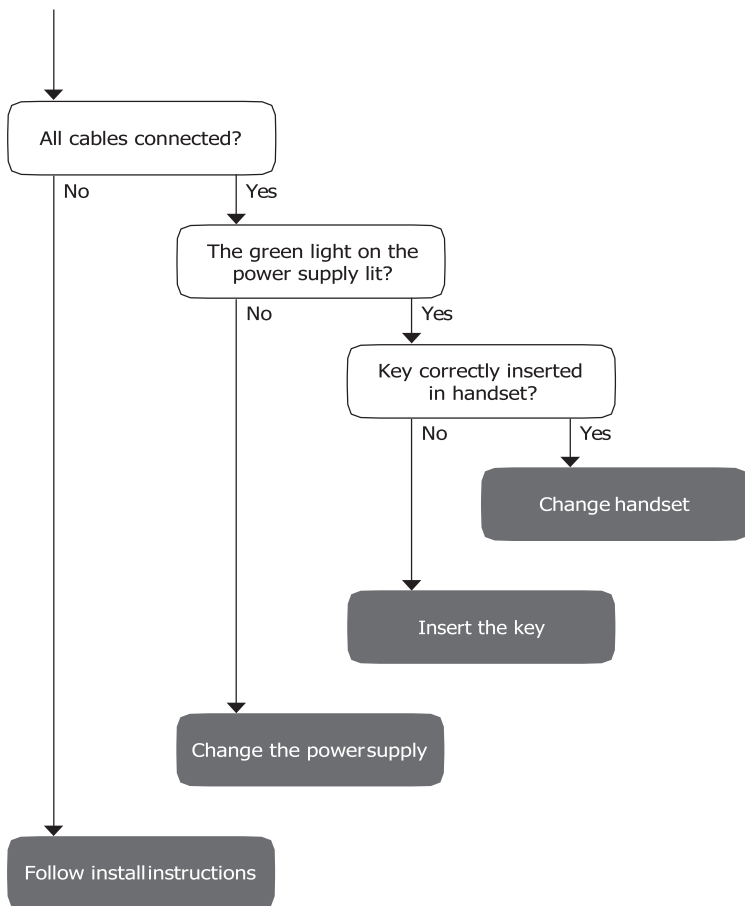 All cables connected?
No
Yes
The green light on the
power supply lit?
No
Yes
Key correctly inserted
in handset?
No
Yes
Change handset
Insert the key
Change the powersupply
Follow installinstructions